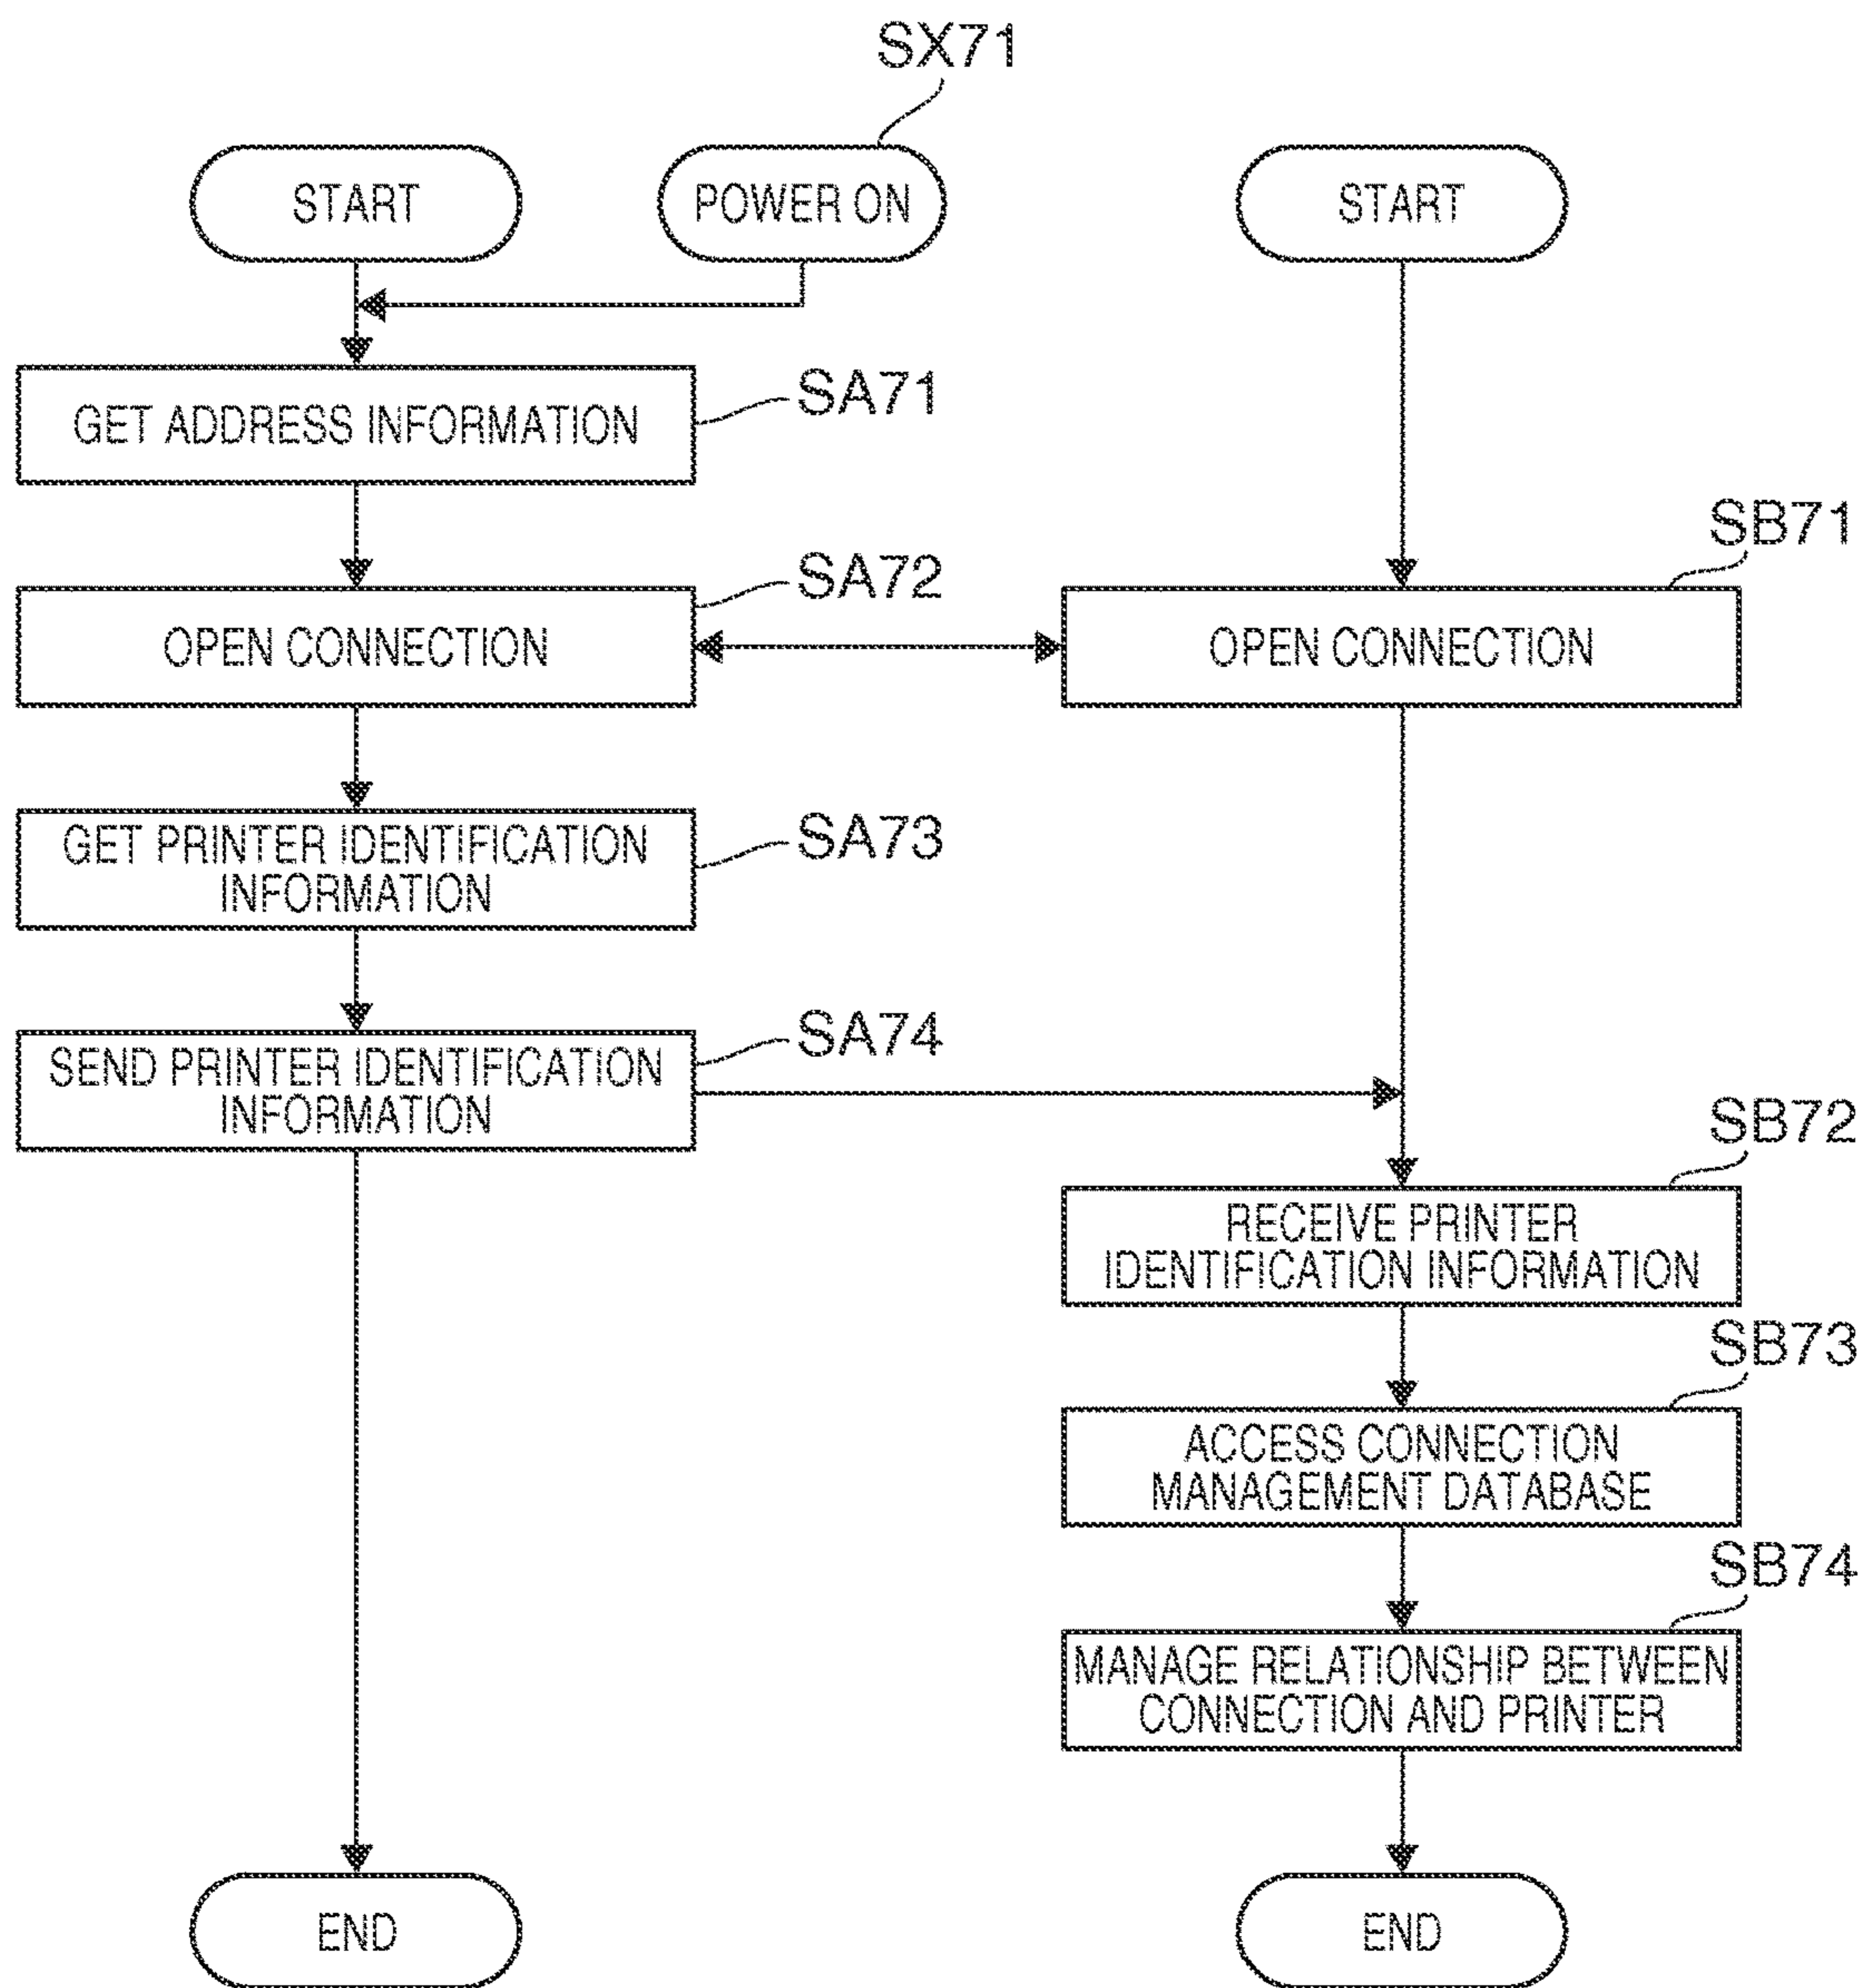 SX71
START
POWER ON
START
GET ADDRESS INFORMATION
SA71
SB71
OPEN CONNECTION
SA72
OPEN CONNECTION
GET PRINTER IDENTIFICATION
INFORMATION
SA73
SEND PRINTER IDENTIFICATION
INFORMATION
SA74
SB72
RECEIVE PRINTER
IDENTIFICATION INFORMATION
SB73
ACCESS CONNECTION
MANAGEMENT DATABASE
SB74
MANAGE RELATIONSHIP BETWEEN
CONNECTION AND PRINTER
END
END